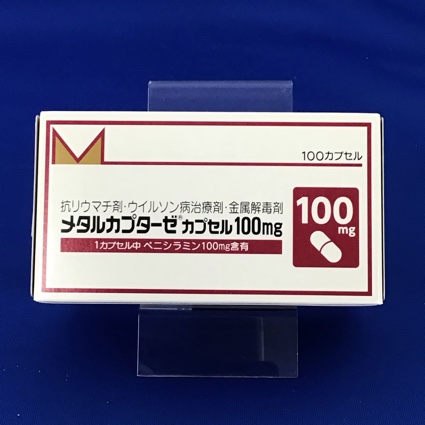 100カプセル
抗リウマチ剤・ウイルソン病治療剤・金属解毒剤
メタルカプターゼ®カプセル100mg
1カプセル中 ペニシラミン100mg含有
100
mg